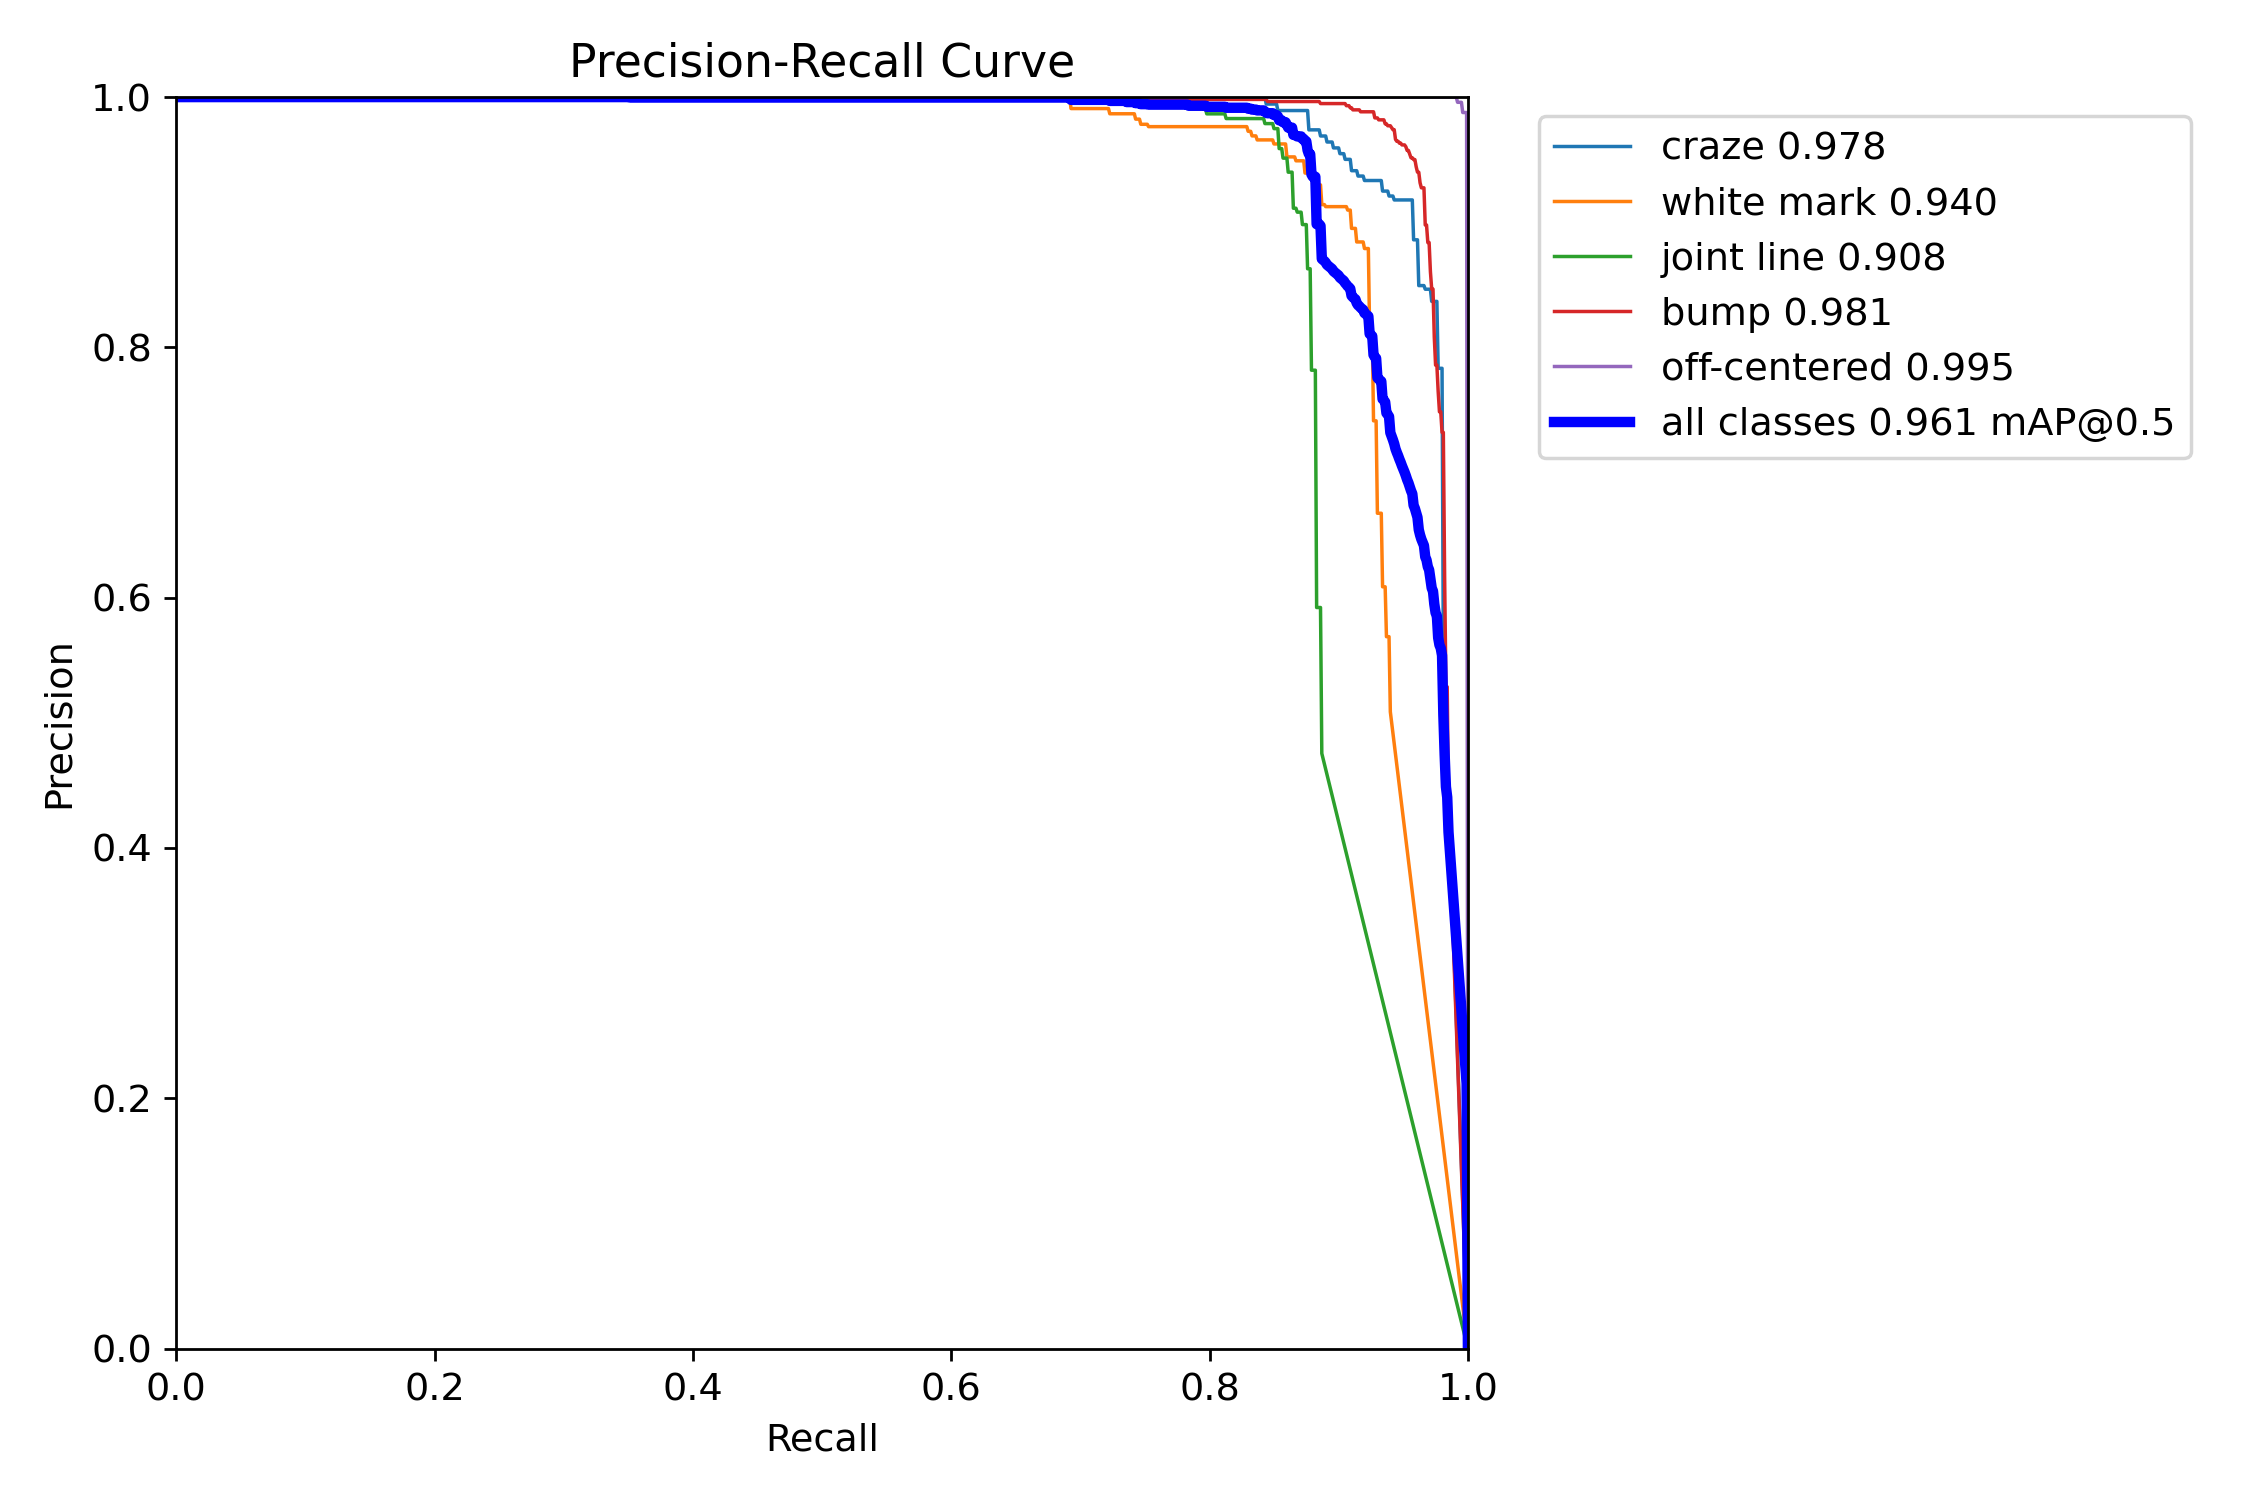 Precision-Recall Curve
1.0
0.8
0.6
0.4
0.2
0.0
Precision
0.0 0.2 0.4 0.6 0.8 1.0
Recall
craze 0.978
white mark 0.940
joint line 0.908
bump 0.981
off-centered 0.995
all classes 0.961 mAP@0.5